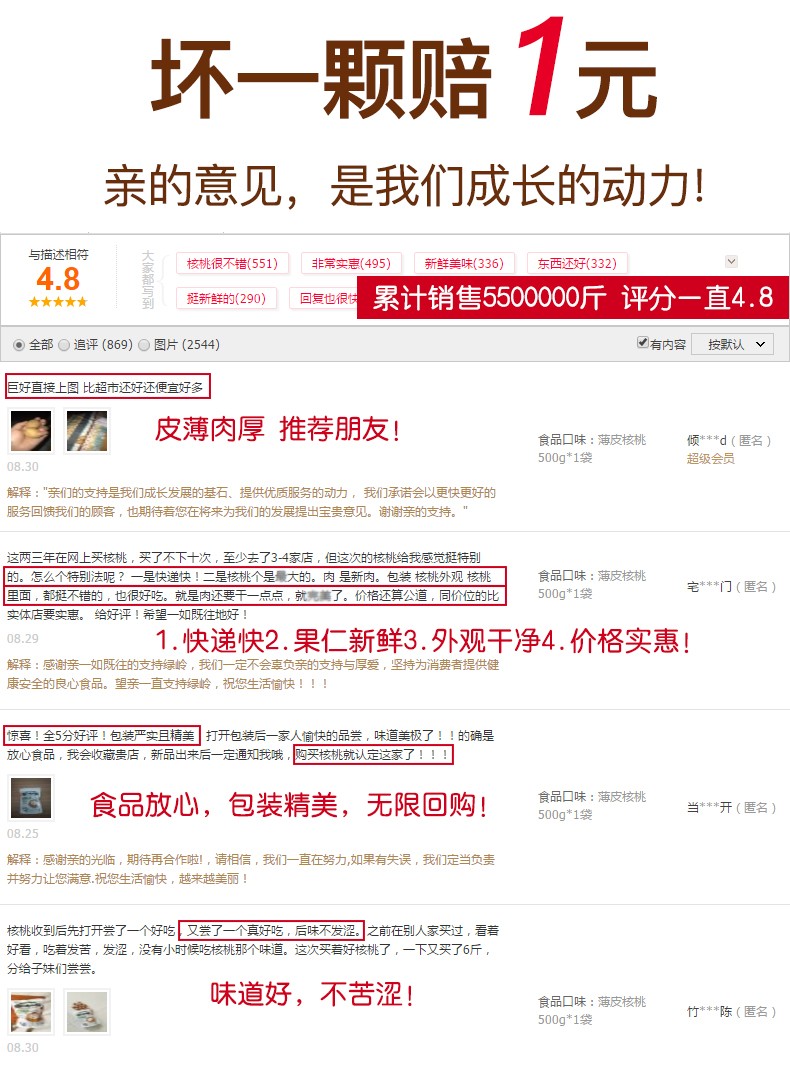 坏一颗赔1元
亲的意见，是我们成长的动力!
与描述相符
4.8
大家都写到
核桃很不错(551)
非常实惠(495)
新鲜美味(336)
东西还好(332)
挺新鲜的(290)
回复也很快
累计销售5500000斤 评分一直4.8
全部 追评 (869) 图片 (2544)
有内容 按默认
巨好直接上图 比超市还好还便宜好多
皮薄肉厚 推荐朋友!
08.30
食品口味：薄皮核桃
500g*1袋
倾***d（匿名）
超级会员
解释："亲们的支持是我们成长发展的基石、提供优质服务的动力， 我们承诺会以更快更好的
服务回馈我们的顾客，也期待着您在将来为我们的发展提出宝贵意见。谢谢亲的支持。"
这两三年在网上买核桃，买了不下十次，至少去了3-4家店，但这次的核桃给我感觉挺特别
的。怎么个特别法呢？ 一是快递快！二是核桃个是最大的。肉 是新肉。包装 核桃外观 核桃
里面，都挺不错的，也很好吃。就是肉还要干一点点，就完美了。价格还算公道，同价位的比
实体店要实惠。 给好评！希望一如既往地好！
08.29
1.快递快2.果仁新鲜3.外观干净4.价格实惠!
食品口味：薄皮核桃
500g*1袋
宅***门（匿名）
解释：感谢亲一如既往的支持绿岭，我们一定不会辜负亲的支持与厚爱，坚持为消费者提供健
康安全的良心食品。望亲一直支持绿岭，祝您生活愉快！！！
惊喜！全5分好评！包装严实且精美 打开包装后一家人愉快的品尝，味道美极了！！的确是
放心食品，我会收藏贵店，新品出来后一定通知我哦，购买核桃就认定这家了！！！
食品放心，包装精美，无限回购!
08.25
食品口味：薄皮核桃
500g*1袋
当***开（匿名）
解释：感谢亲的光临，期待再合作啦!，请相信，我们一直在努力,如果有失误，我们定当负责
并努力让您满意.祝您生活愉快，越来越美丽！
核桃收到后先打开尝了一个好吃，又尝了一个真好吃，后味不发涩。之前在别人家买过，看着
好看，吃着发苦，发涩，没有小时候吃核桃那个味道。这次买着好核桃了，一下又买了6斤，
分给子妹们尝尝。
味道好，不苦涩!
08.30
食品口味：薄皮核桃
500g*1袋
竹***陈（匿名）